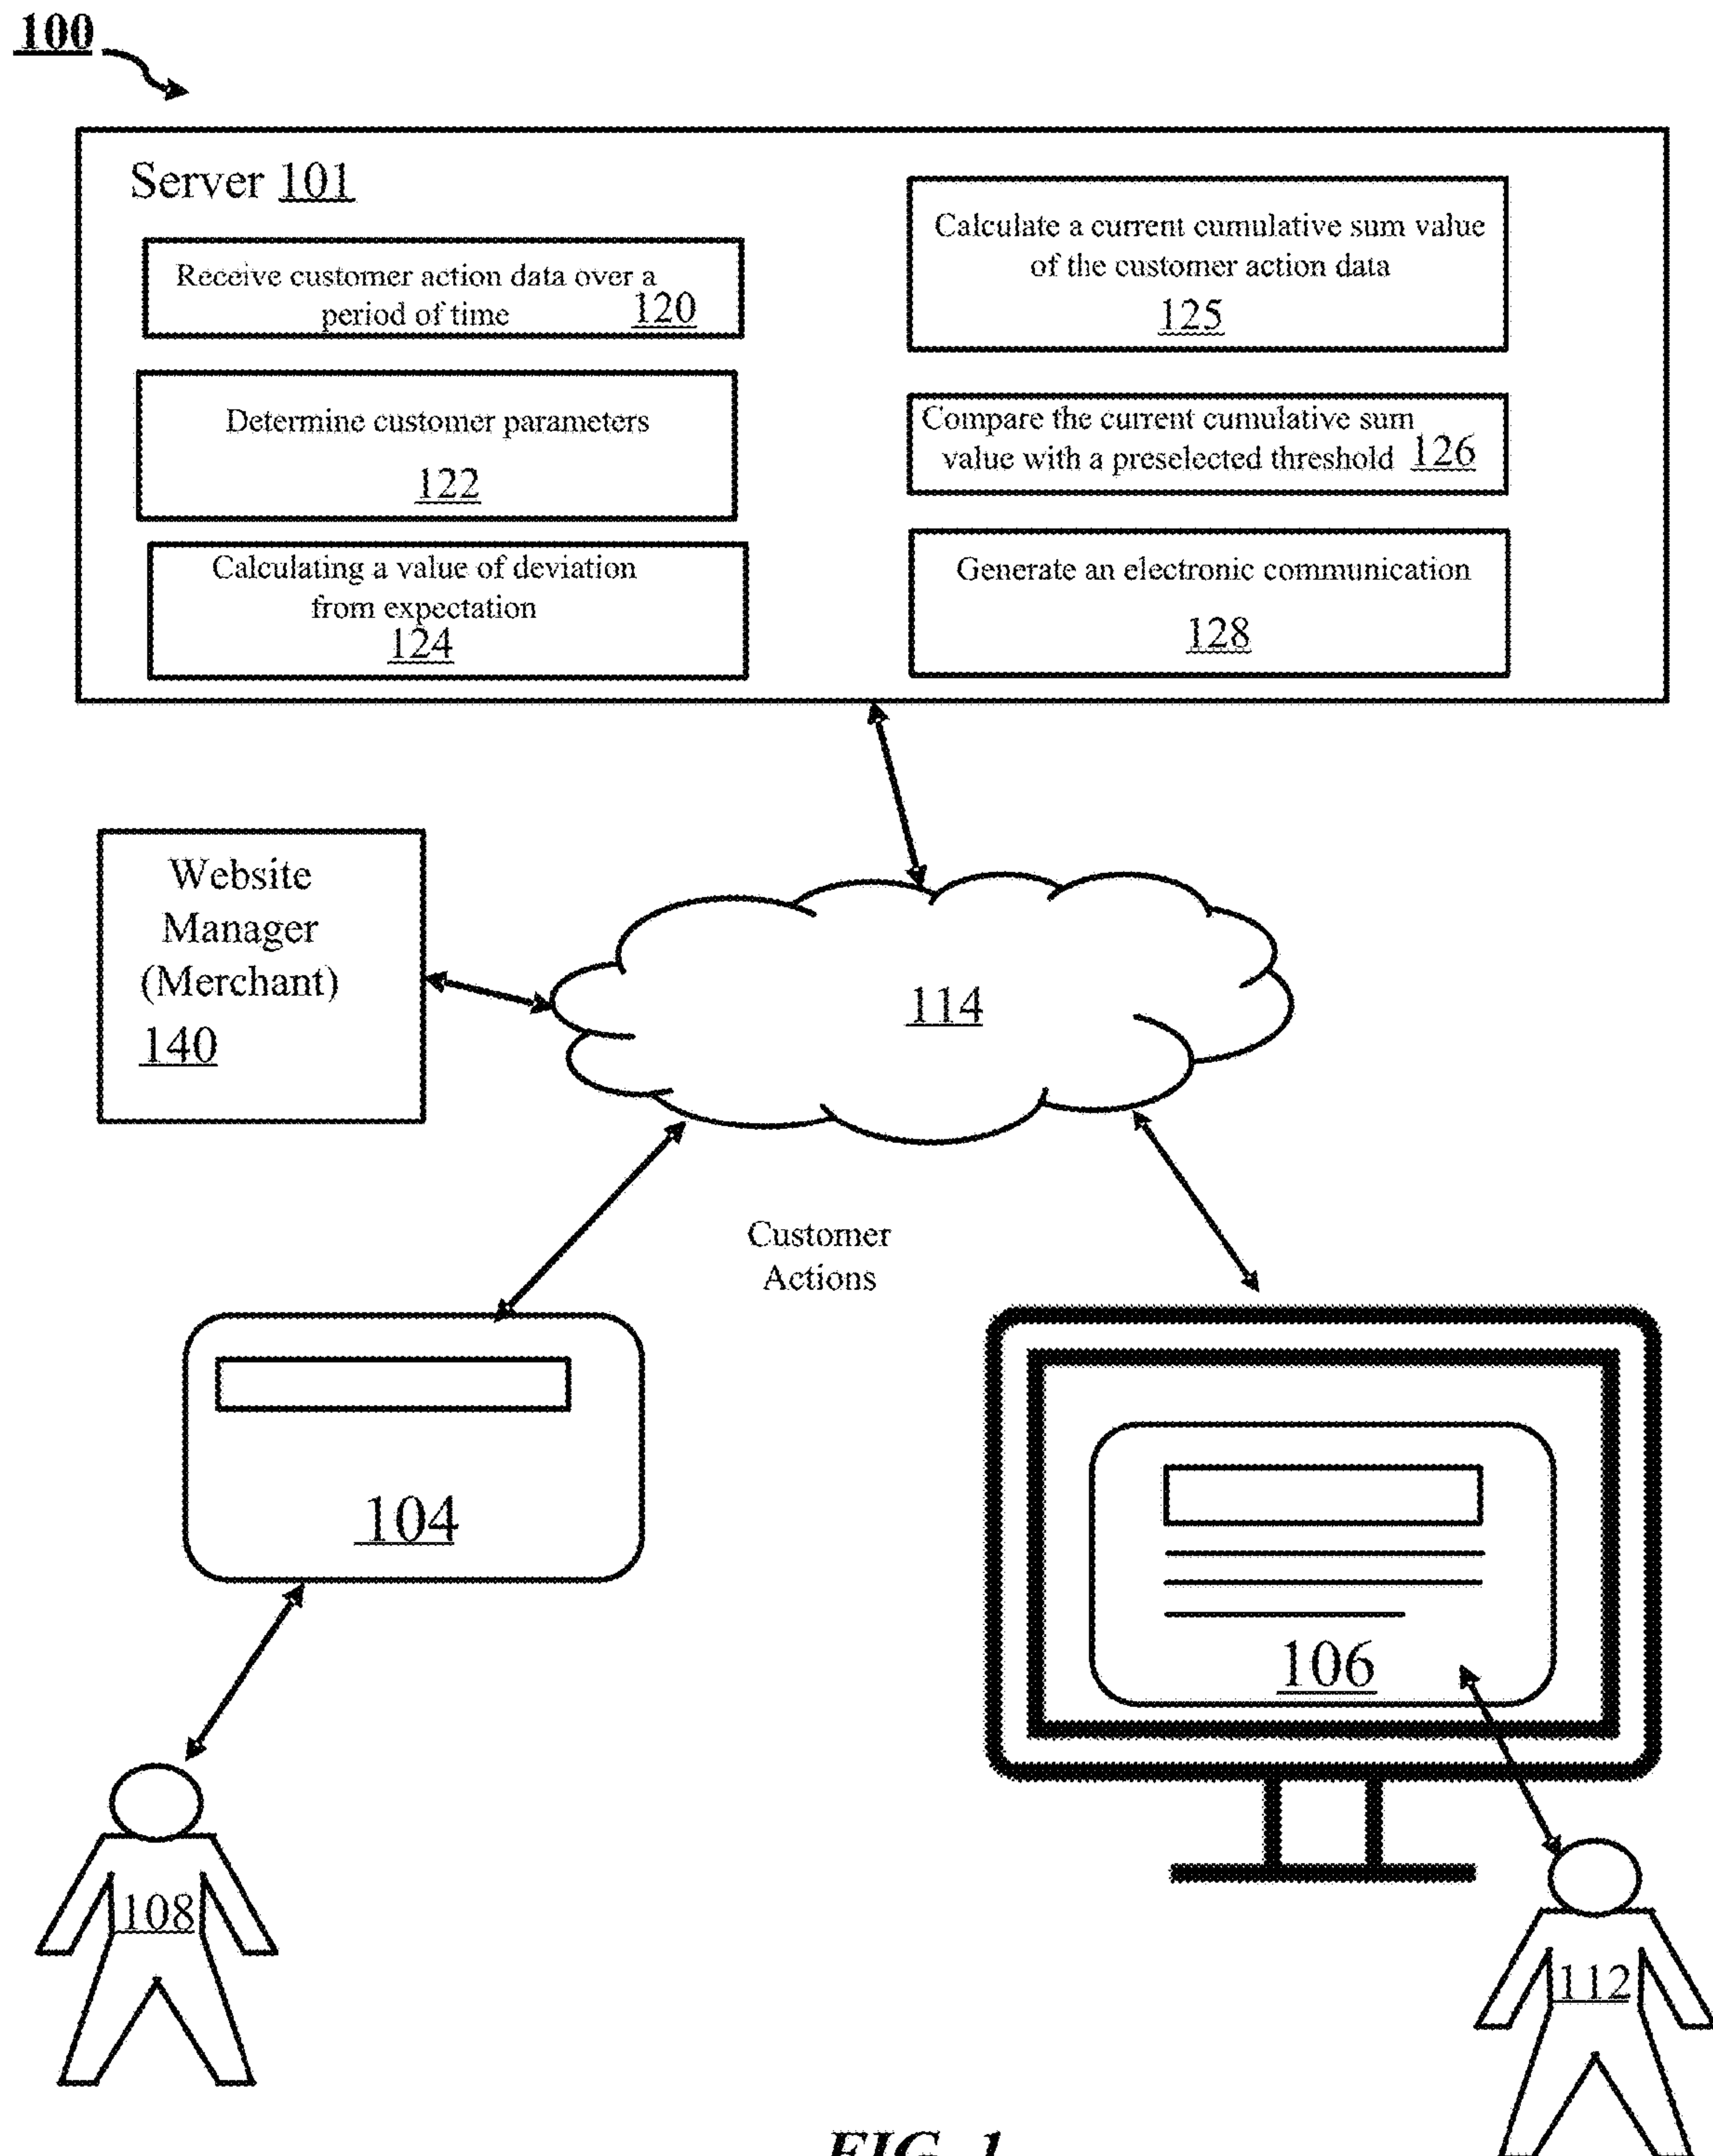 100
Server 101
Receive customer action data over a
period of time 120
Determine customer parameters
122
Calculating a value of deviation
from expectation
124
Calculate a current cumulative sum value
of the customer action data
125
Compare the current cumulative sum
value with a preselected threshold 126
Generate an electronic communication
128
Website
Manager
(Merchant)
140
114
Customer
Actions
104
106
108
112
FIG. 1